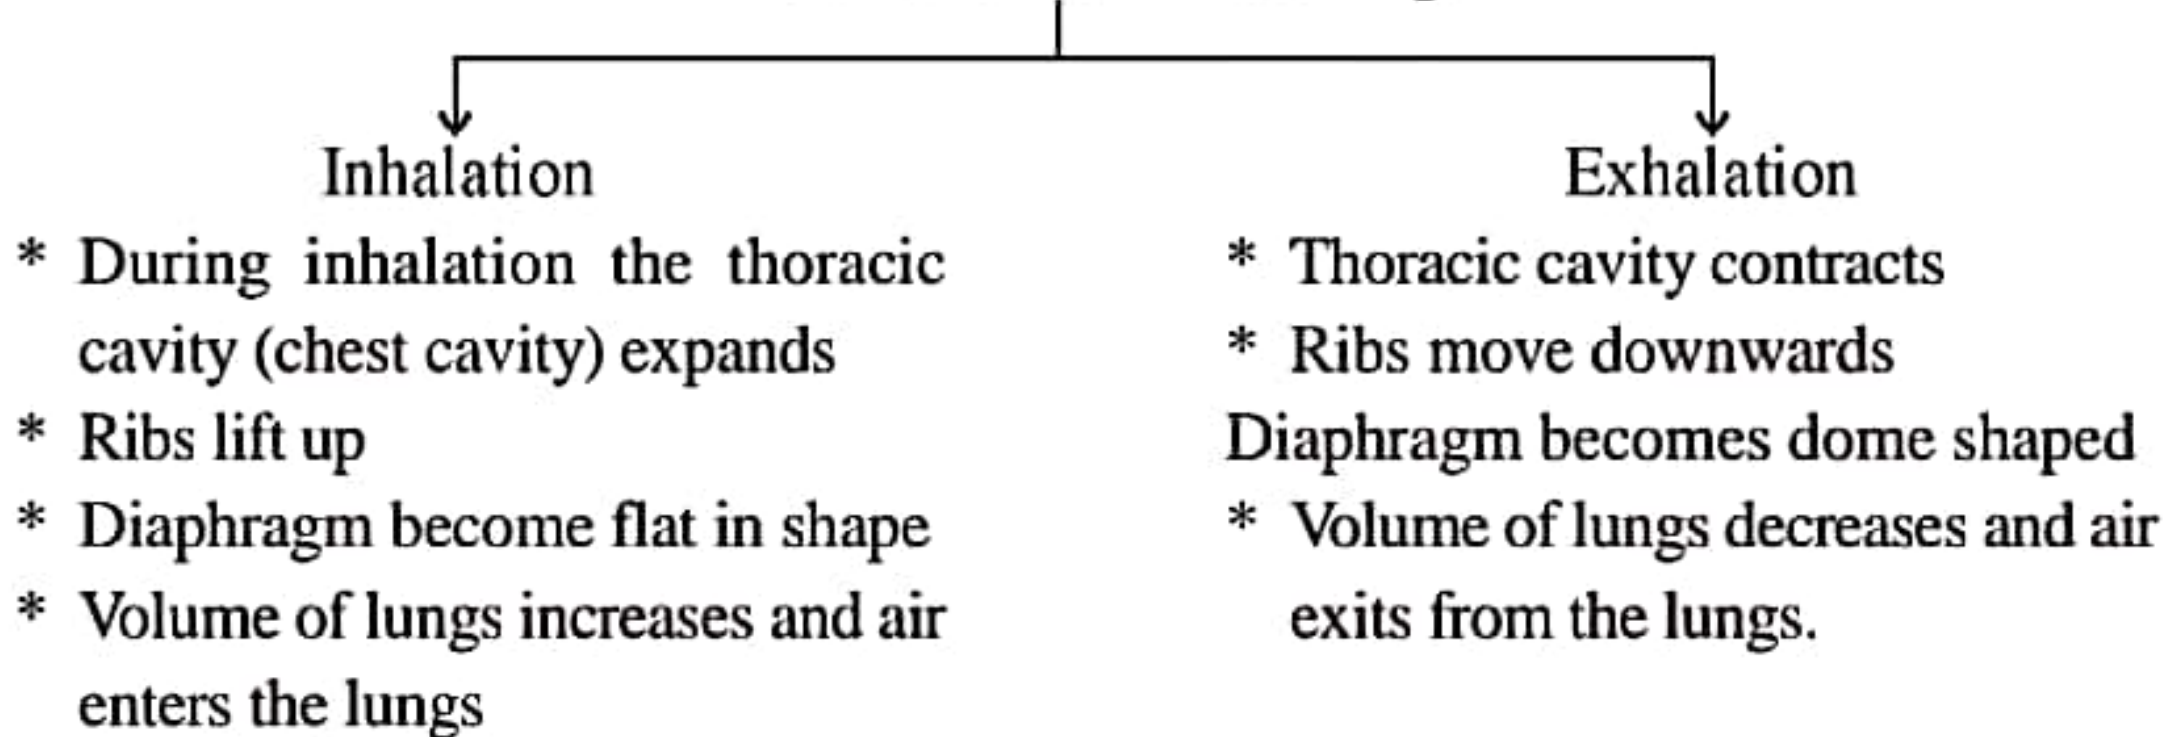 Inhalation
* During inhalation the thoracic
cavity (chest cavity) expands
* Ribs lift up
* Diaphragm become flat in shape
* Volume of lungs increases and air
enters the lungs
Exhalation
* Thoracic cavity contracts
* Ribs move downwards
Diaphragm becomes dome shaped
* Volume of lungs decreases and air
exits from the lungs.